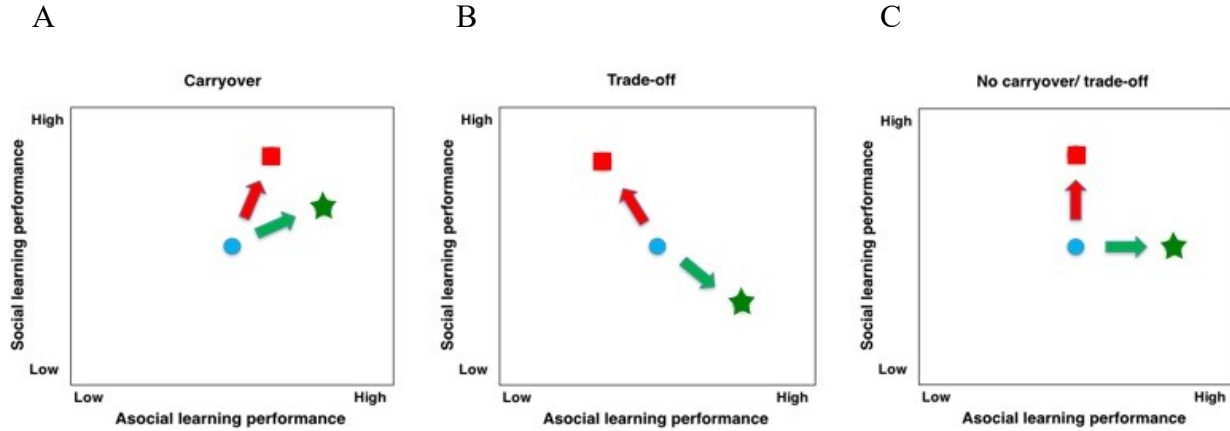 A
B
C
Carryover
Trade-off
No carryover/ trade-off
High
Social learning performance
Low
Low
High
Asocial learning performance
High
Social learning performance
Low
Low
High
Asocial learning performance
High
Social learning performance
Low
Low
High
Asocial learning performance